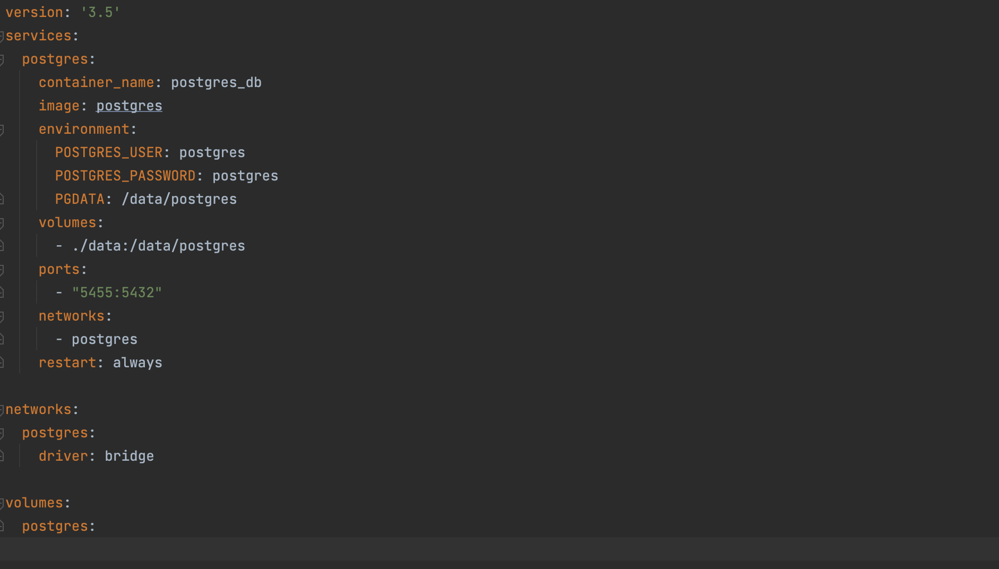 version: '3.5'
services:
  postgres:
    container_name: postgres_db
    image: postgres
    environment:
      POSTGRES_USER: postgres
      POSTGRES_PASSWORD: postgres
      PGDATA: /data/postgres
    volumes:
      - ./data:/data/postgres
    ports:
      - "5455:5432"
    networks:
      - postgres
    restart: always

networks:
  postgres:
    driver: bridge

volumes:
  postgres: